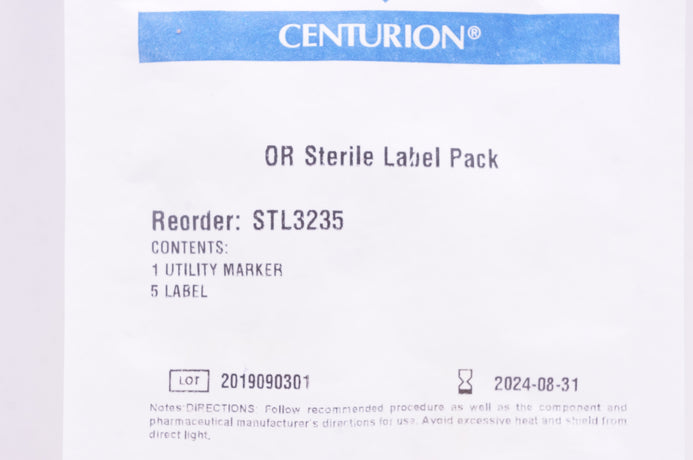 CENTURION®
OR Sterile Label Pack
Reorder: STL3235
CONTENTS:
1 UTILITY MARKER
5 LABEL
LOT 2019090301 2024-08-31
Notes:DIRECTIONS: Follow recommended procedure as well as the component and
pharmaceutical manufacturer's directions for use. Avoid excessive heat and shield from
direct light.